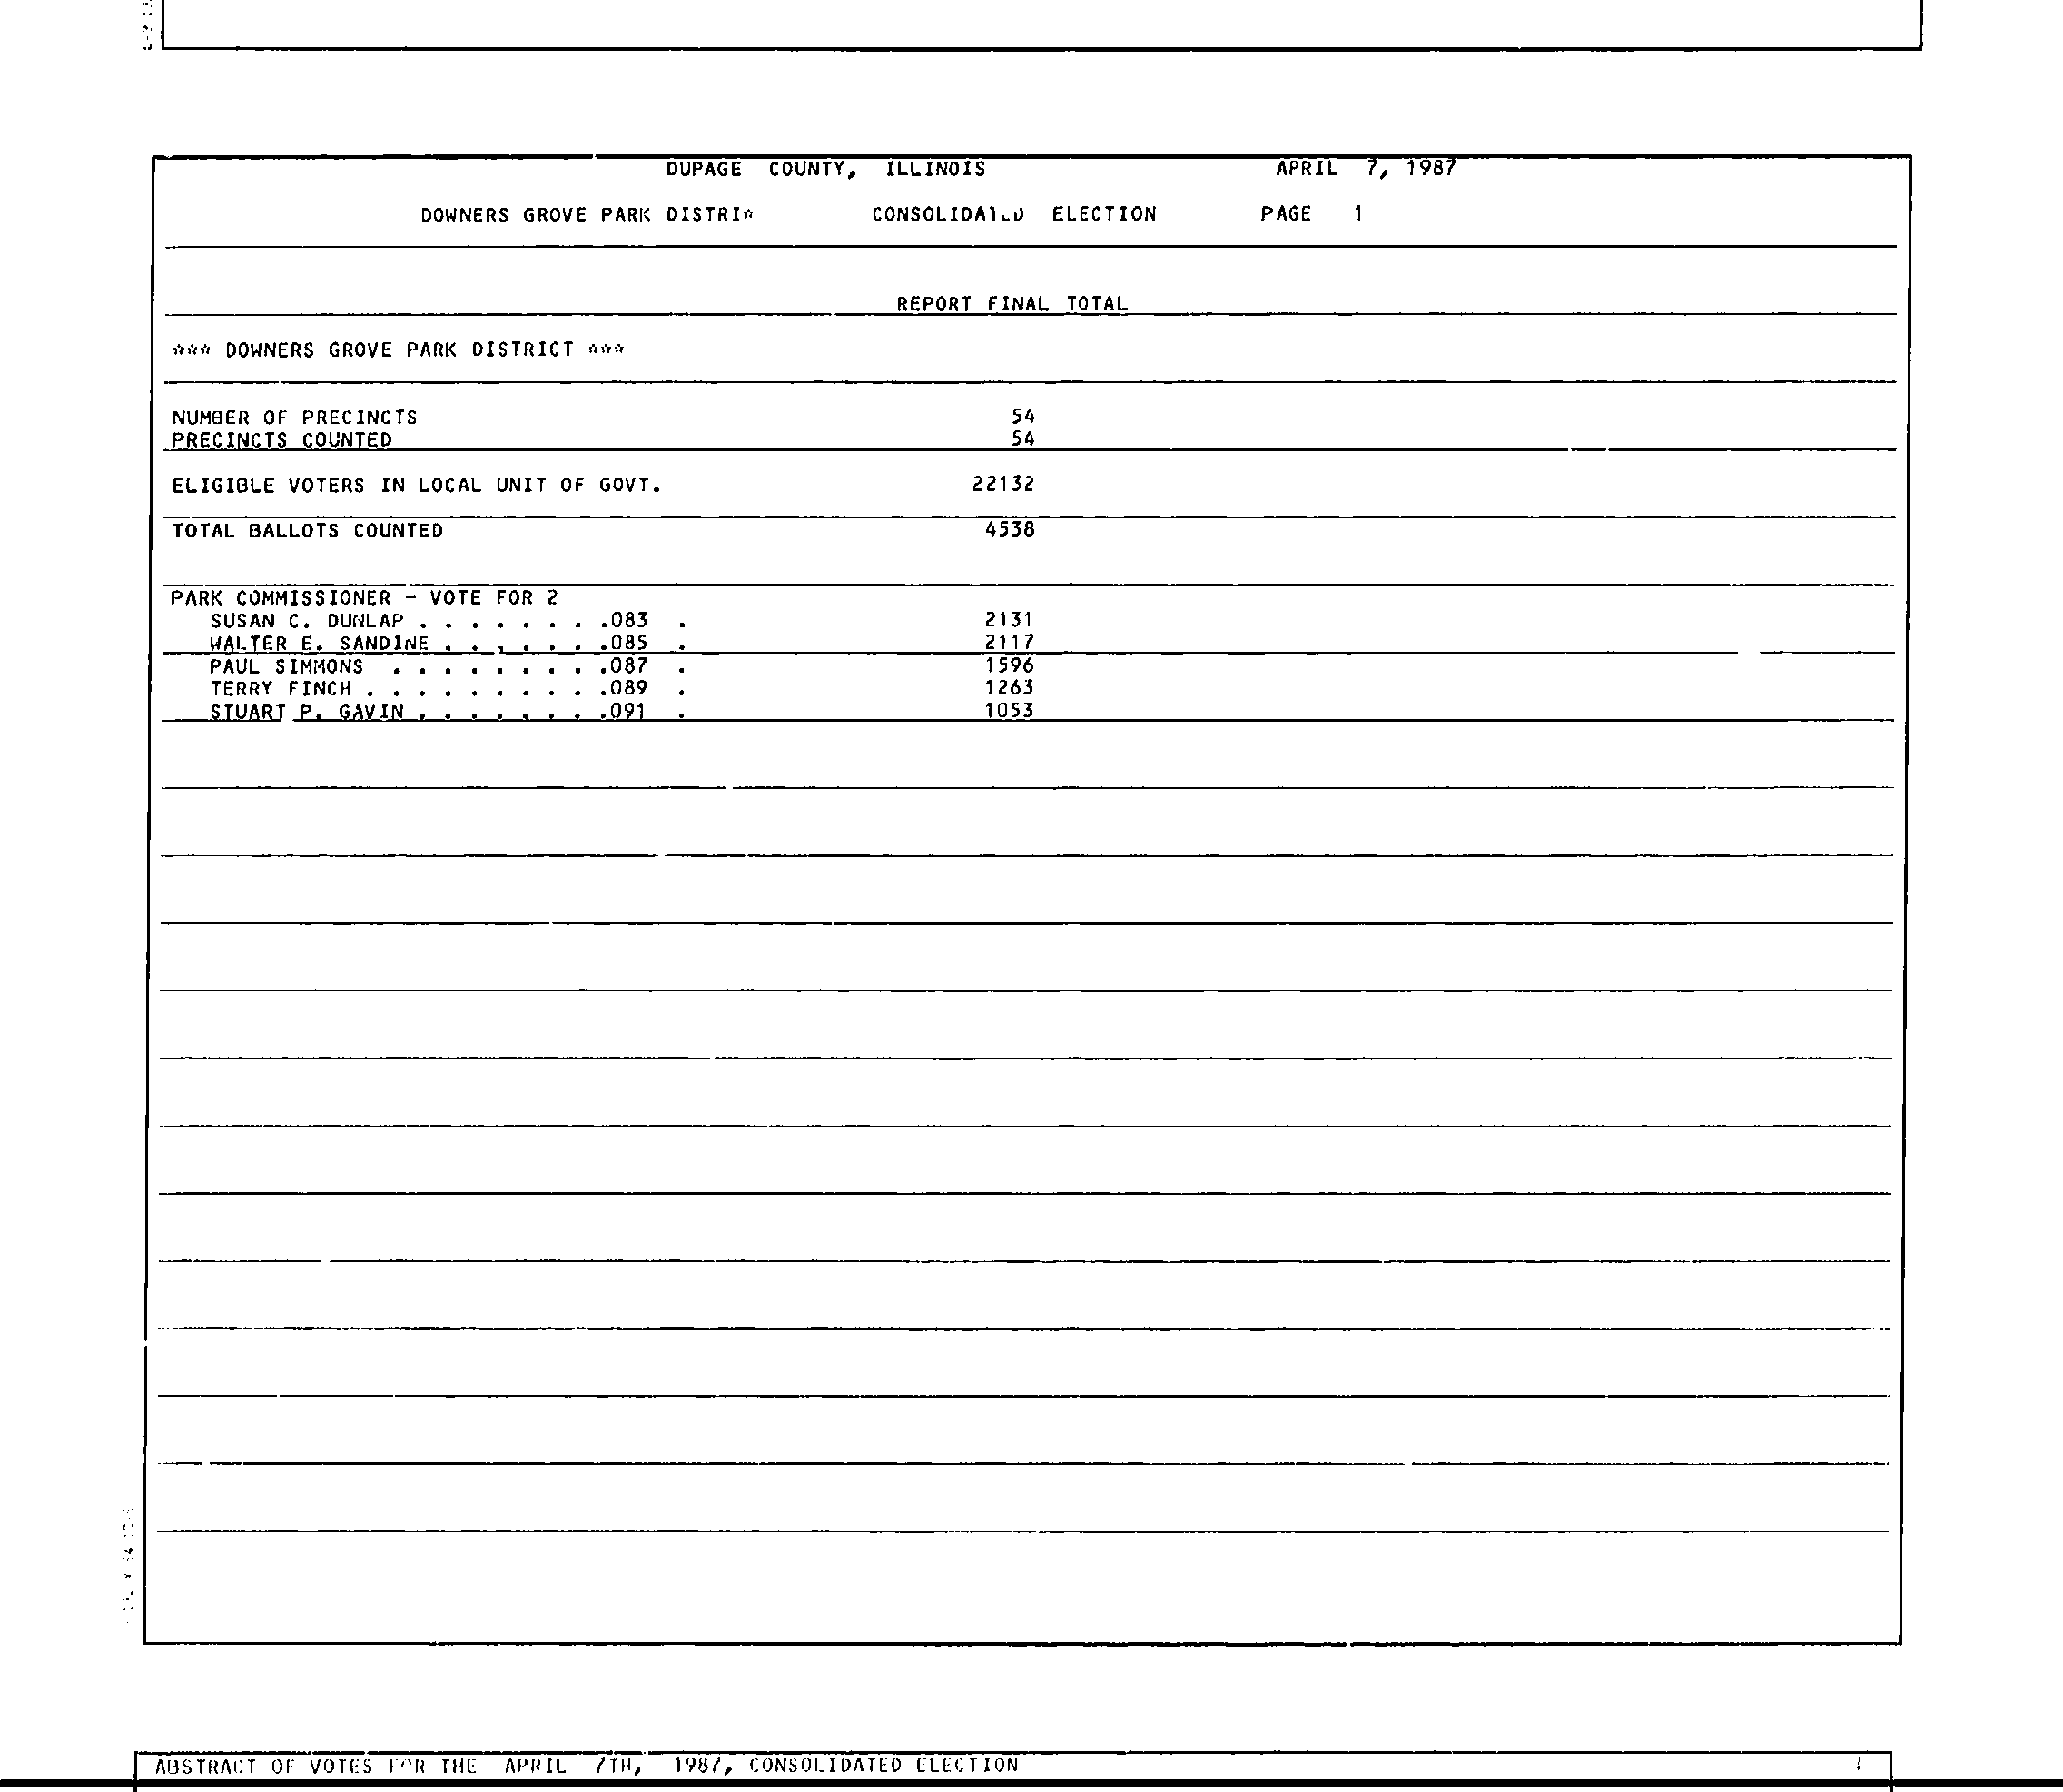 DUPAGE COUNTY, ILLINOIS APRIL 7, 1987
DOWNERS GROVE PARK DISTRI* CONSOLIDATED ELECTION PAGE 1
REPORT FINAL TOTAL
*** DOWNERS GROVE PARK DISTRICT ***
NUMBER OF PRECINCTS 54
PRECINCTS COUNTED 54
ELIGIBLE VOTERS IN LOCAL UNIT OF GOVT. 22132
TOTAL BALLOTS COUNTED 4538
PARK COMMISSIONER - VOTE FOR 2
SUSAN C. DUNLAP . . . . . . . .083 . 2131
WALTER E. SANDINE . . . . . . .085 . 2117
PAUL SIMMONS . . . . . . . . .087 . 1596
TERRY FINCH . . . . . . . . . .089 . 1263
STUART P. GAVIN . . . . . . . .091 . 1053
ABSTRACT OF VOTES FOR THE APRIL 7TH, 1987, CONSOLIDATED ELECTION